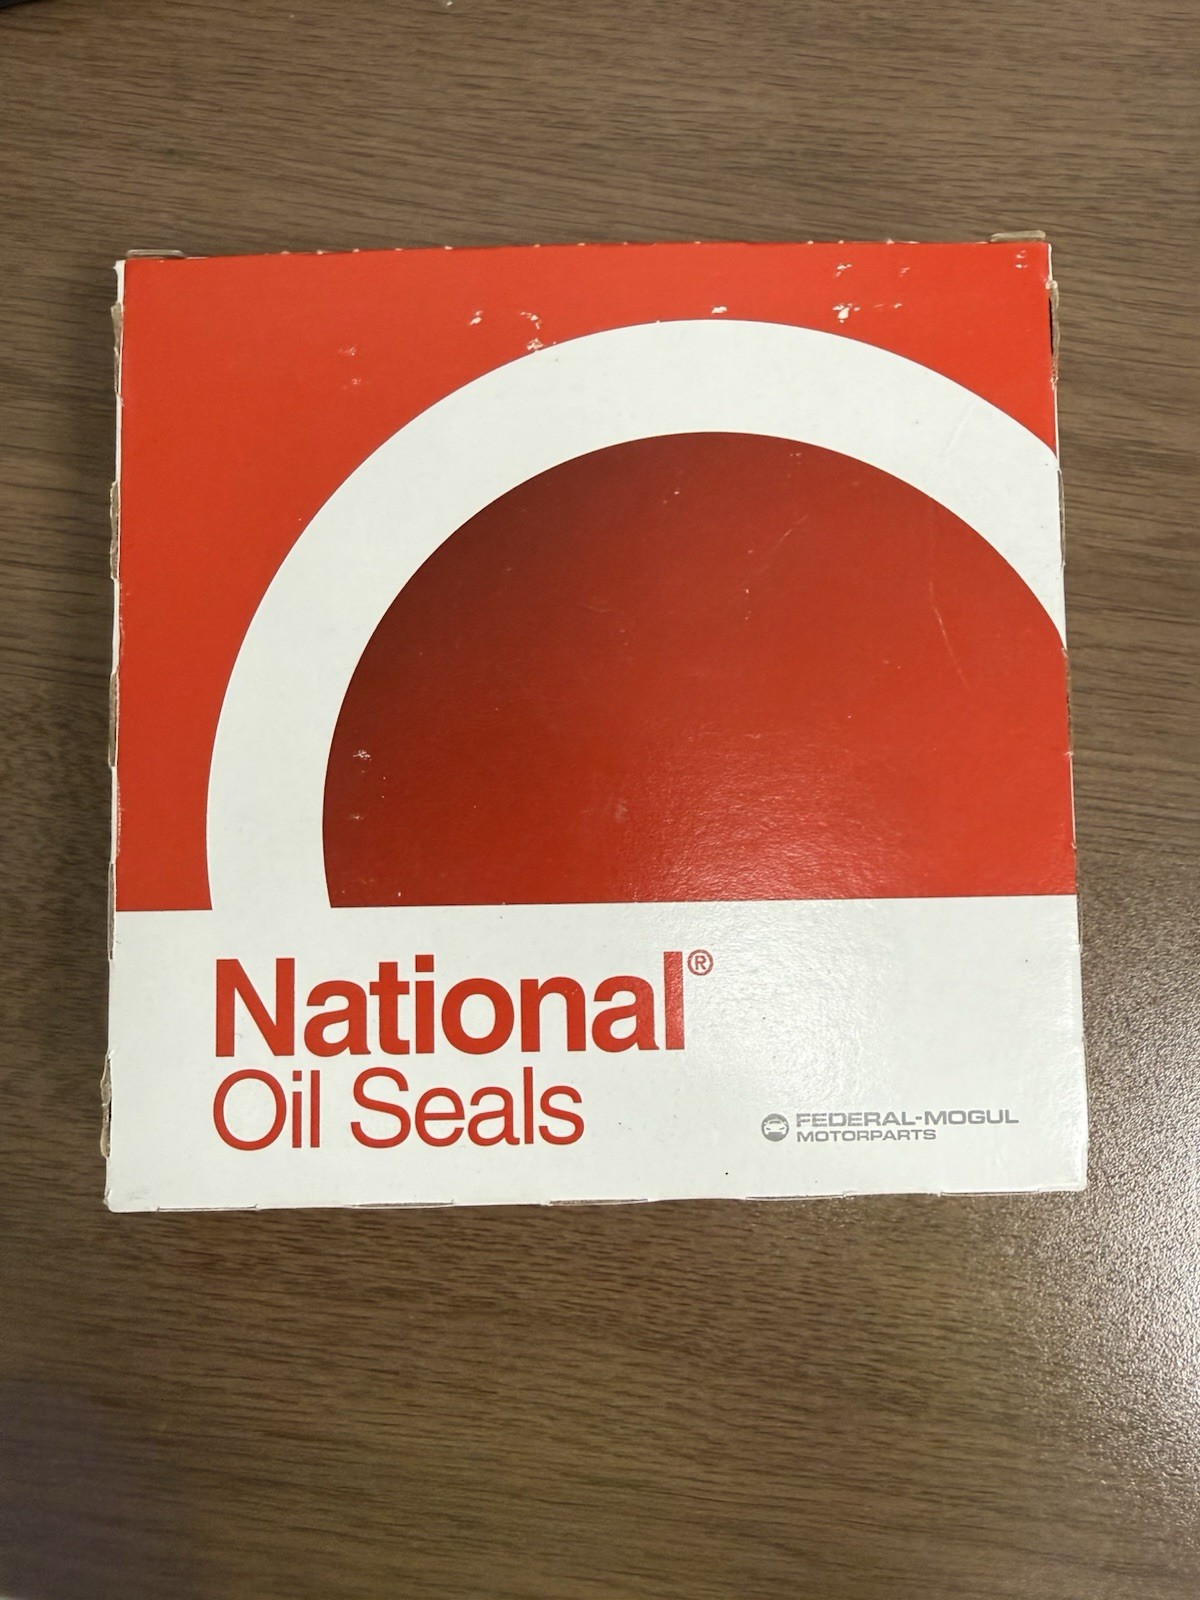 National®
Oil Seals
FEDERAL-MOGUL
MOTORPARTS